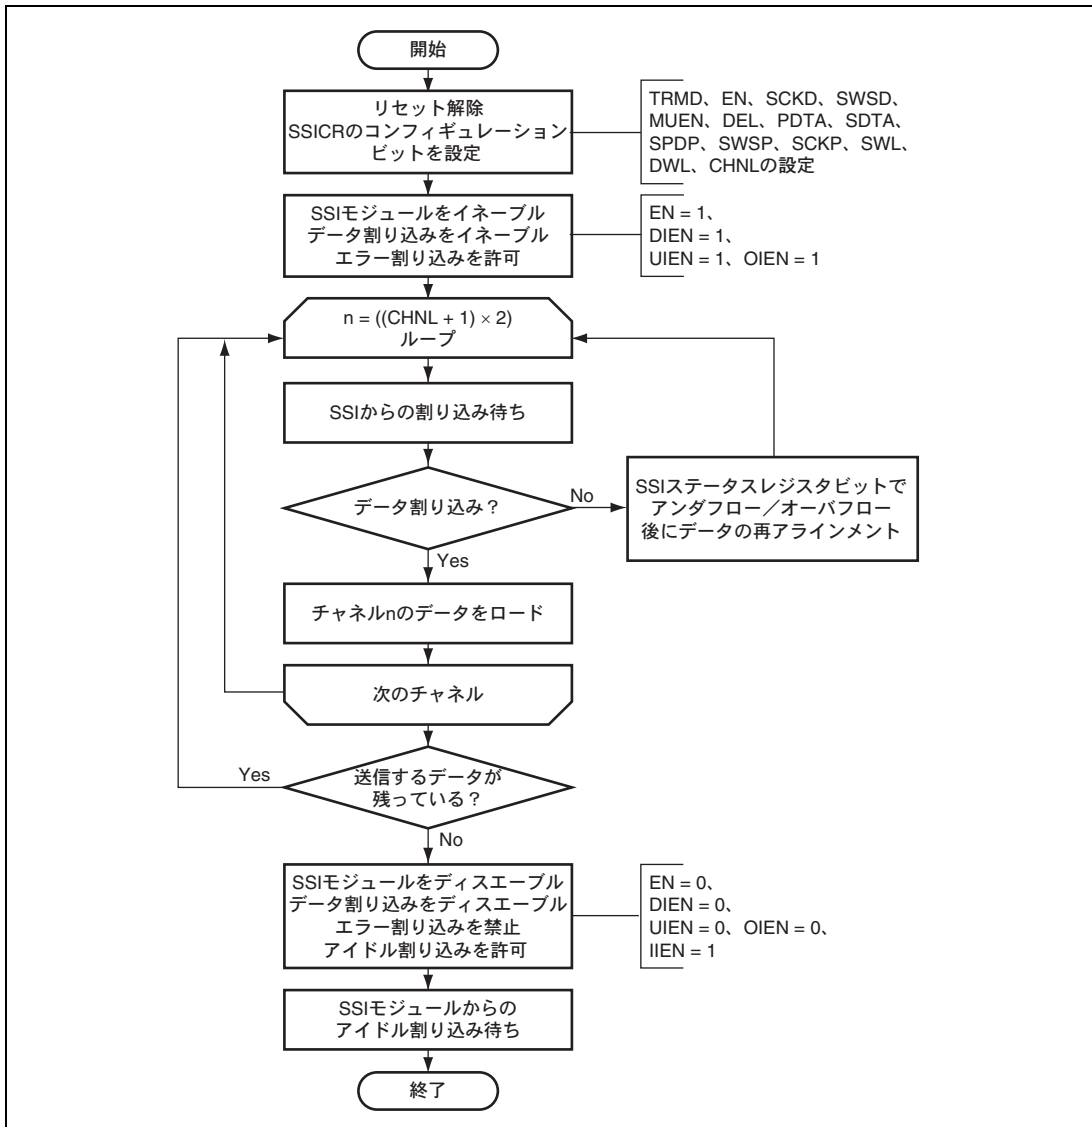 開始
リセット解除
SSICRのコンフィギュレーション
ビットを設定
TRMD、EN、SCKD、SWSD、
MUEN、DEL、PDTA、SDTA、
SPDP、SWSP、SCKP、SWL、
DWL、CHNLの設定
SSIモジュールをイネーブル
データ割り込みをイネーブル
エラー割り込みを許可
EN = 1、
DIEN = 1、
UIEN = 1、OIEN = 1
n = ((CHNL + 1) × 2)
ループ
SSIからの割り込み待ち
データ割り込み？
No
SSIステータスレジスタビットで
アンダフロー／オーバフロー
後にデータの再アラインメント
Yes
チャネルnのデータをロード
次のチャネル
Yes
送信するデータが
残っている？
No
SSIモジュールをディスエーブル
データ割り込みをディスエーブル
エラー割り込みを禁止
アイドル割り込みを許可
EN = 0、
DIEN = 0、
UIEN = 0、OIEN = 0、
IIEN = 1
SSIモジュールからの
アイドル割り込み待ち
終了